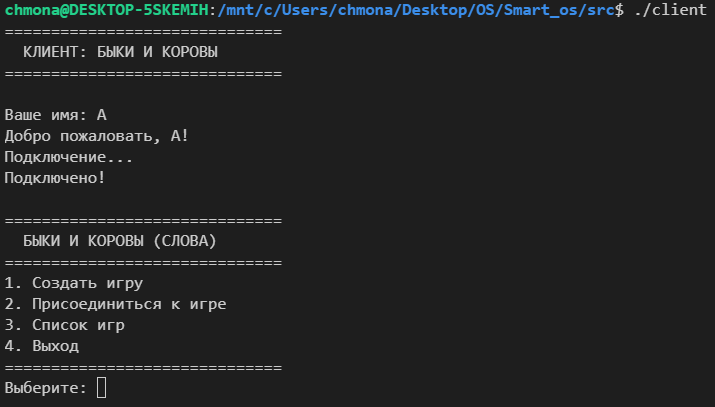 chmona@DESKTOP-5SKEMIH:/mnt/c/Users/chmona/Desktop/OS/Smart_os/src$ ./client
==============================
  КЛИЕНТ: БЫКИ И КОРОВЫ
==============================

Ваше имя: A
Добро пожаловать, A!
Подключение...
Подключено!

==============================
  БЫКИ И КОРОВЫ (СЛОВА)
==============================
1. Создать игру
2. Присоединиться к игре
3. Список игр
4. Выход
==============================
Выберите: